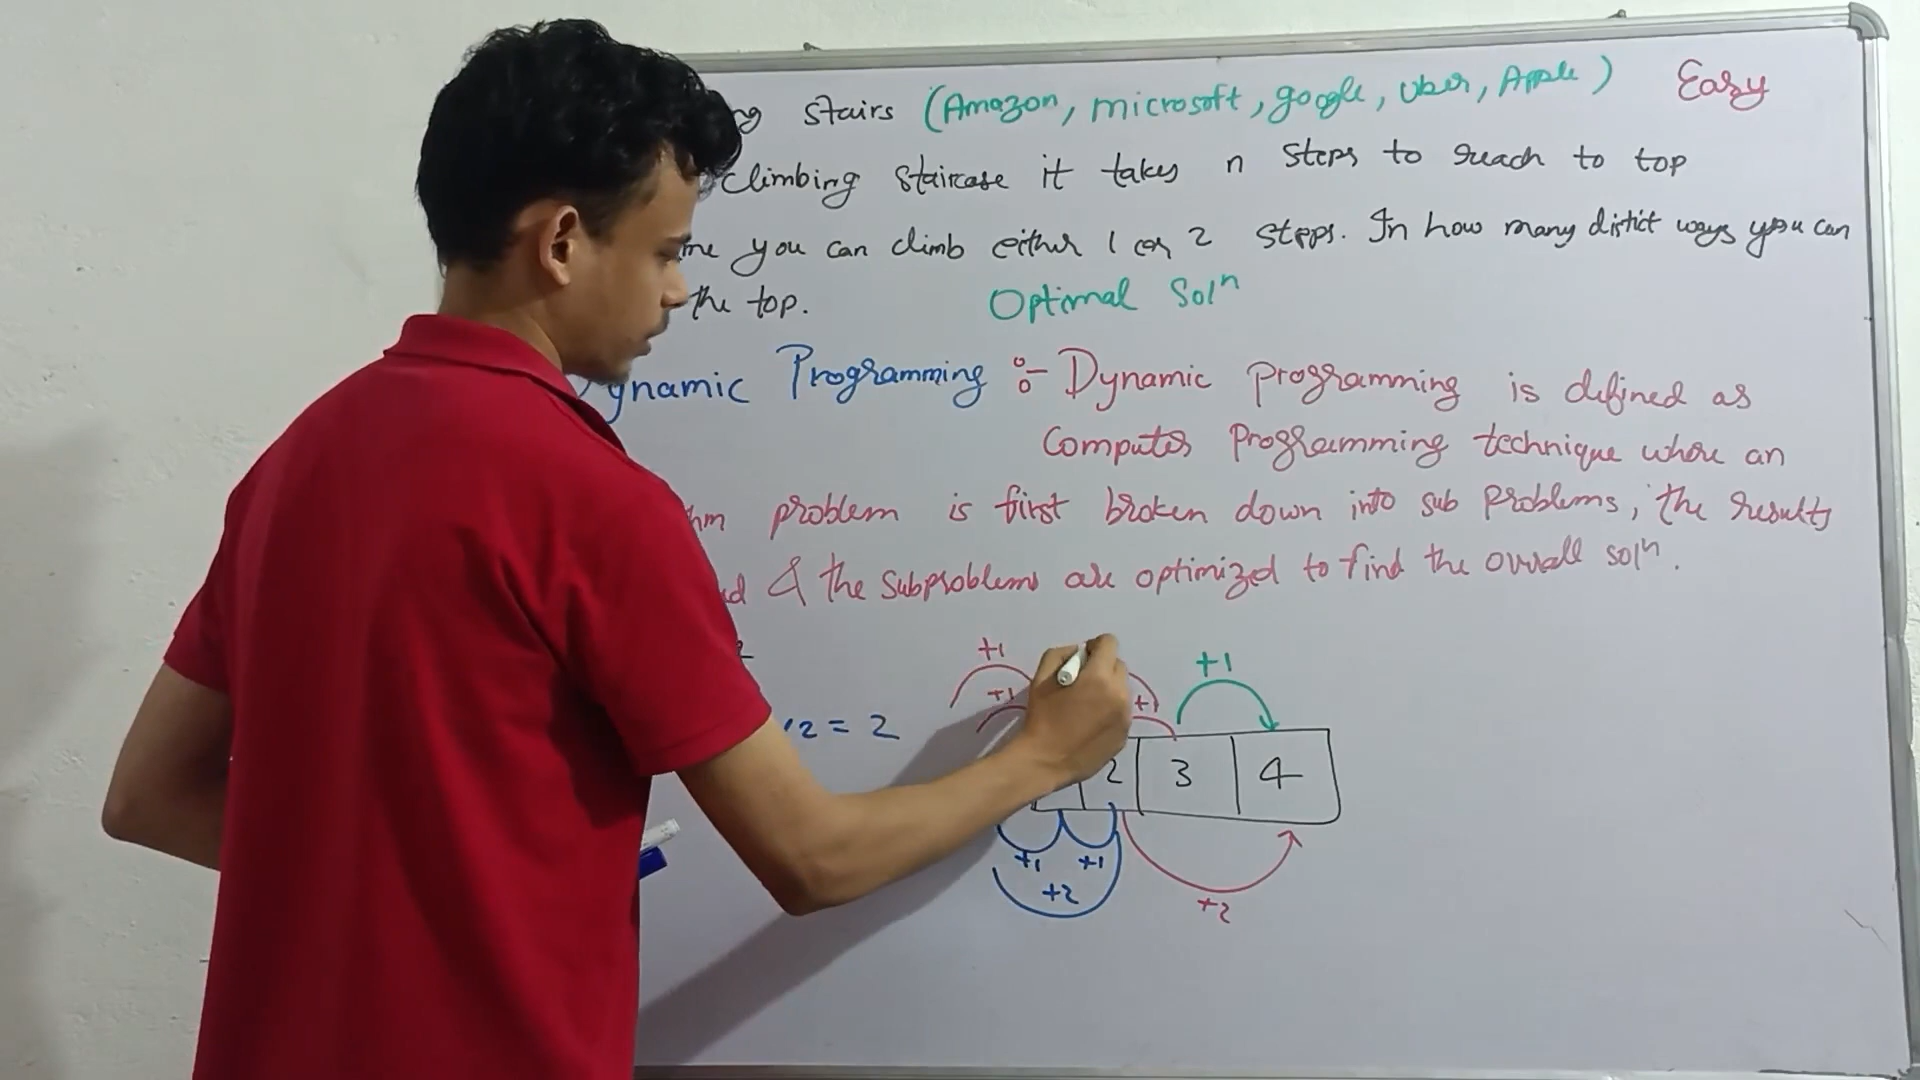 stairs (Amazon, microsoft, google, Uber, Apple) Easy
climbing staircase it takes n steps to reach to top
you can climb either 1 or 2 steps. In how many distict ways you can
the top. Optimal Solⁿ
Dynamic Programming :- Dynamic programming is defined as
Computer Programming technique where an
problem is first broken down into sub problems, the results
& the subproblems are optimized to find the overall solⁿ.
+1 +1
+1 +1
2 = 2
2 3 4
+1 +1
+2 +2